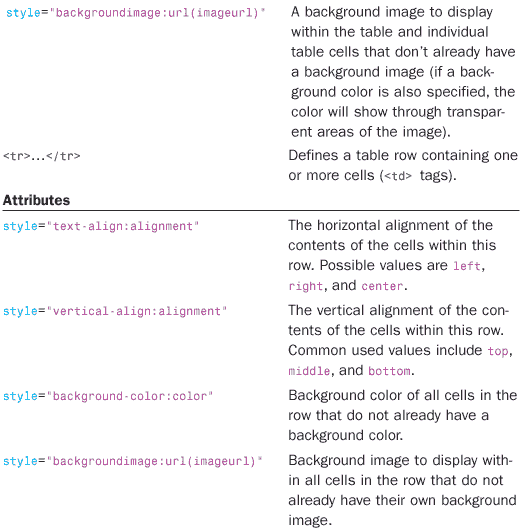 style="backgroundimage:url(imageurl)"
A background image to display
within the table and individual
table cells that don't already have
a background image (if a back-
ground color is also specified, the
color will show through transpar-
ent areas of the image).
<tr>...</tr>
Defines a table row containing one
or more cells (<td> tags).
Attributes
style="text-align:alignment"
The horizontal alignment of the
contents of the cells within this
row. Possible values are left,
right, and center.
style="vertical-align:alignment"
The vertical alignment of the con-
tents of the cells within this row.
Common used values include top,
middle, and bottom.
style="background-color:color"
Background color of all cells in the
row that do not already have a
background color.
style="backgroundimage:url(imageurl)"
Background image to display with-
in all cells in the row that do not
already have their own background
image.